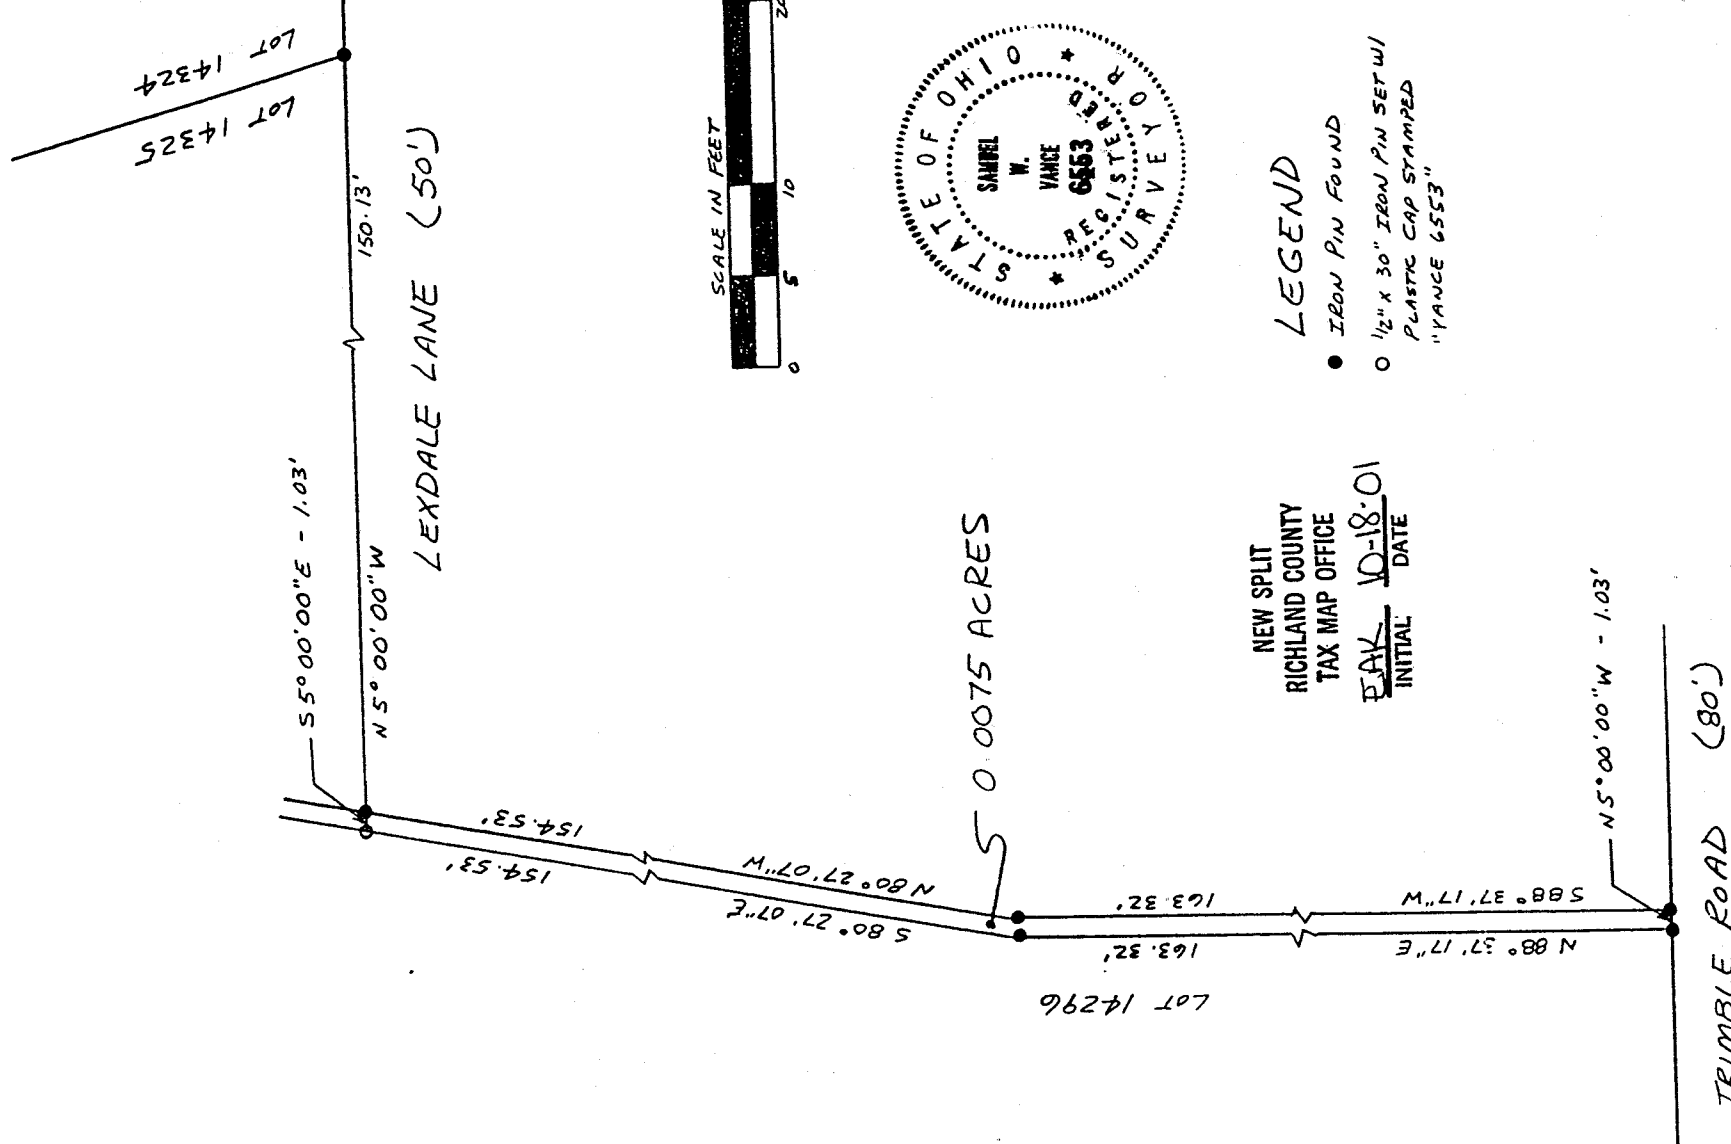 LOT 14324
LOT 14325
150.13'
LEXDALE LANE (50')
S 5° 00' 00" E - 1.03'
N 5° 00' 00" W
SCALE IN FEET
0 5 10 20
STATE OF OHIO
SAMUEL
W.
VANCE
6553
REGISTERED
SURVEYOR
LEGEND
IRON PIN FOUND
1/2" X 30" IRON PIN SET W/
PLASTIC CAP STAMPED
"VANCE 6553"
154.53'
N 80° 27' 07" W
154.53'
S 80° 27' 07" E
0.0075 ACRES
163.32'
S 88° 37' 17" W
163.32'
N 88° 37' 17" E
LOT 14296
NEW SPLIT
RICHLAND COUNTY
TAX MAP OFFICE
10-18-01
INITIAL DATE
N 5° 00' 00" W - 1.03'
TRIMBLE ROAD (80')